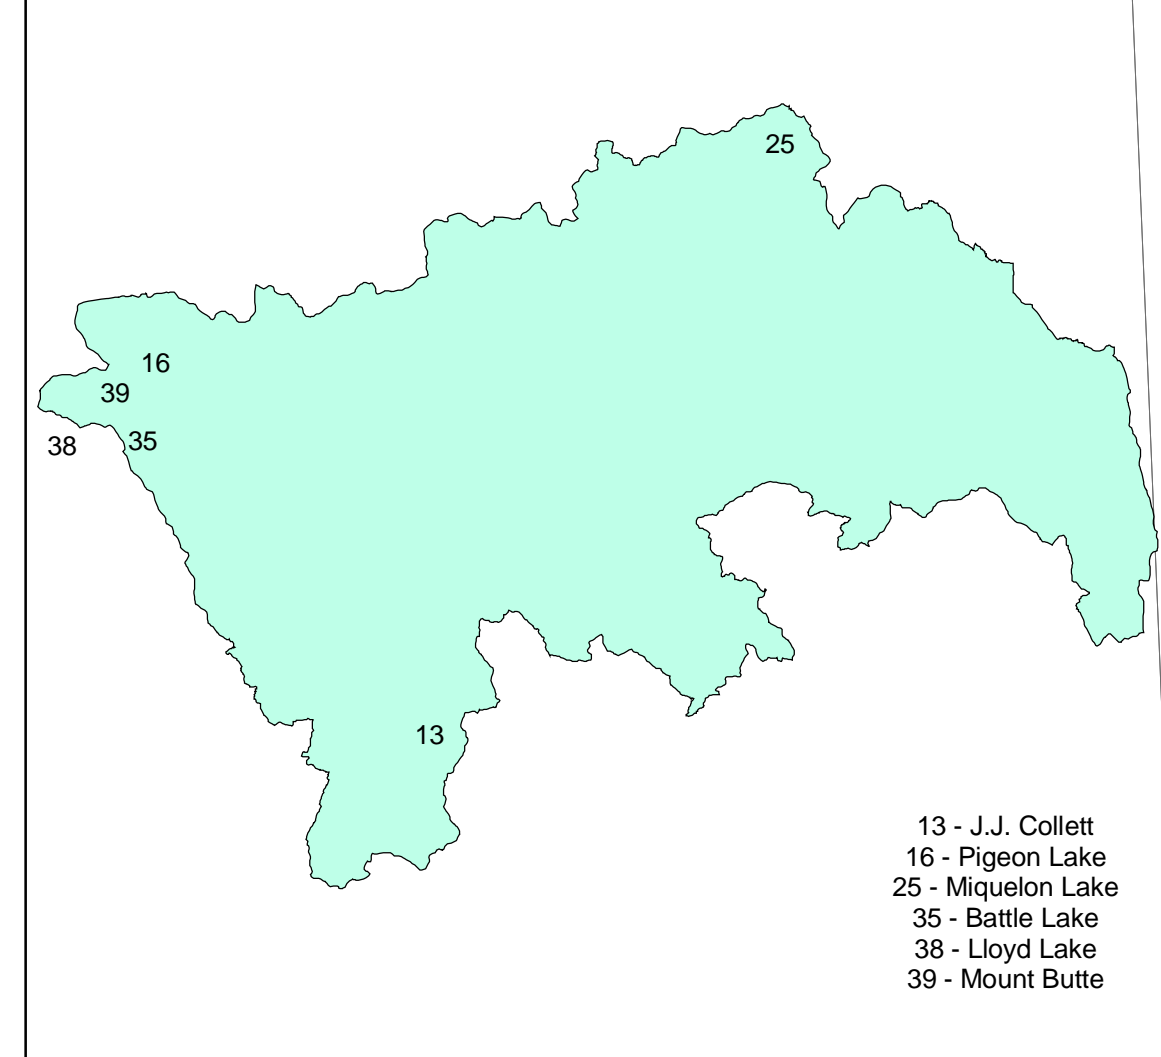 25
16
39
38
35
13
13 - J.J. Collett
16 - Pigeon Lake
25 - Miquelon Lake
35 - Battle Lake
38 - Lloyd Lake
39 - Mount Butte